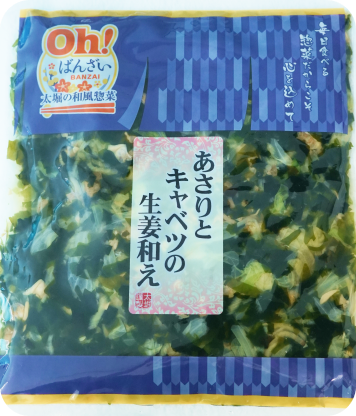 Oh!
ばんざい
BANZAI
太堀の和風惣菜
毎日食べる
惣菜だからこそ
心を込めて
あさりと
キャベツの
生姜和え